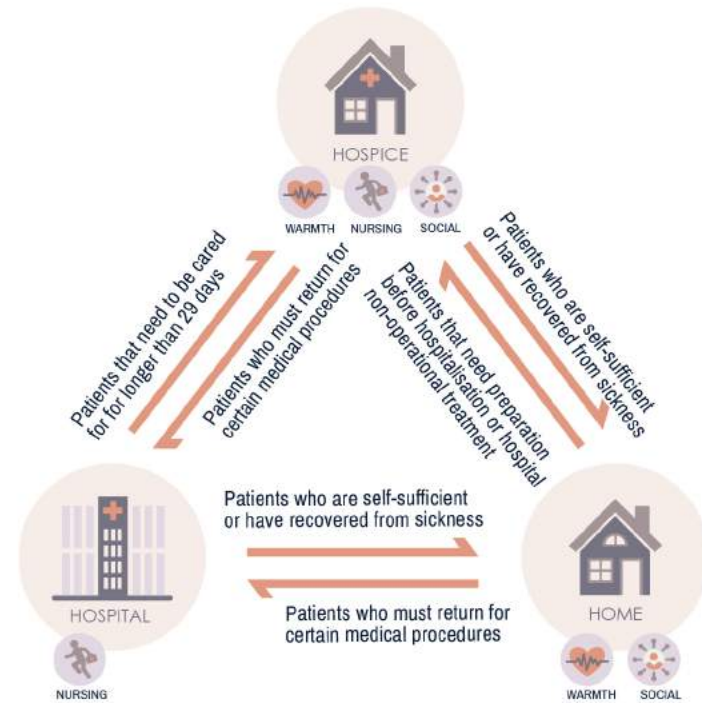 HOSPICE
WARMTH
NURSING
SOCIAL
Patients that need to be cared
for for longer than 29 days
Patients who must return for
certain medical procedures
Patients that need preparation
before hospitalisation or hospital
non-operational treatment
Patients who are self-sufficient
or have recovered from sickness
Patients who are self-sufficient
or have recovered from sickness
Patients who must return for
certain medical procedures
HOSPITAL
NURSING
HOME
WARMTH
SOCIAL